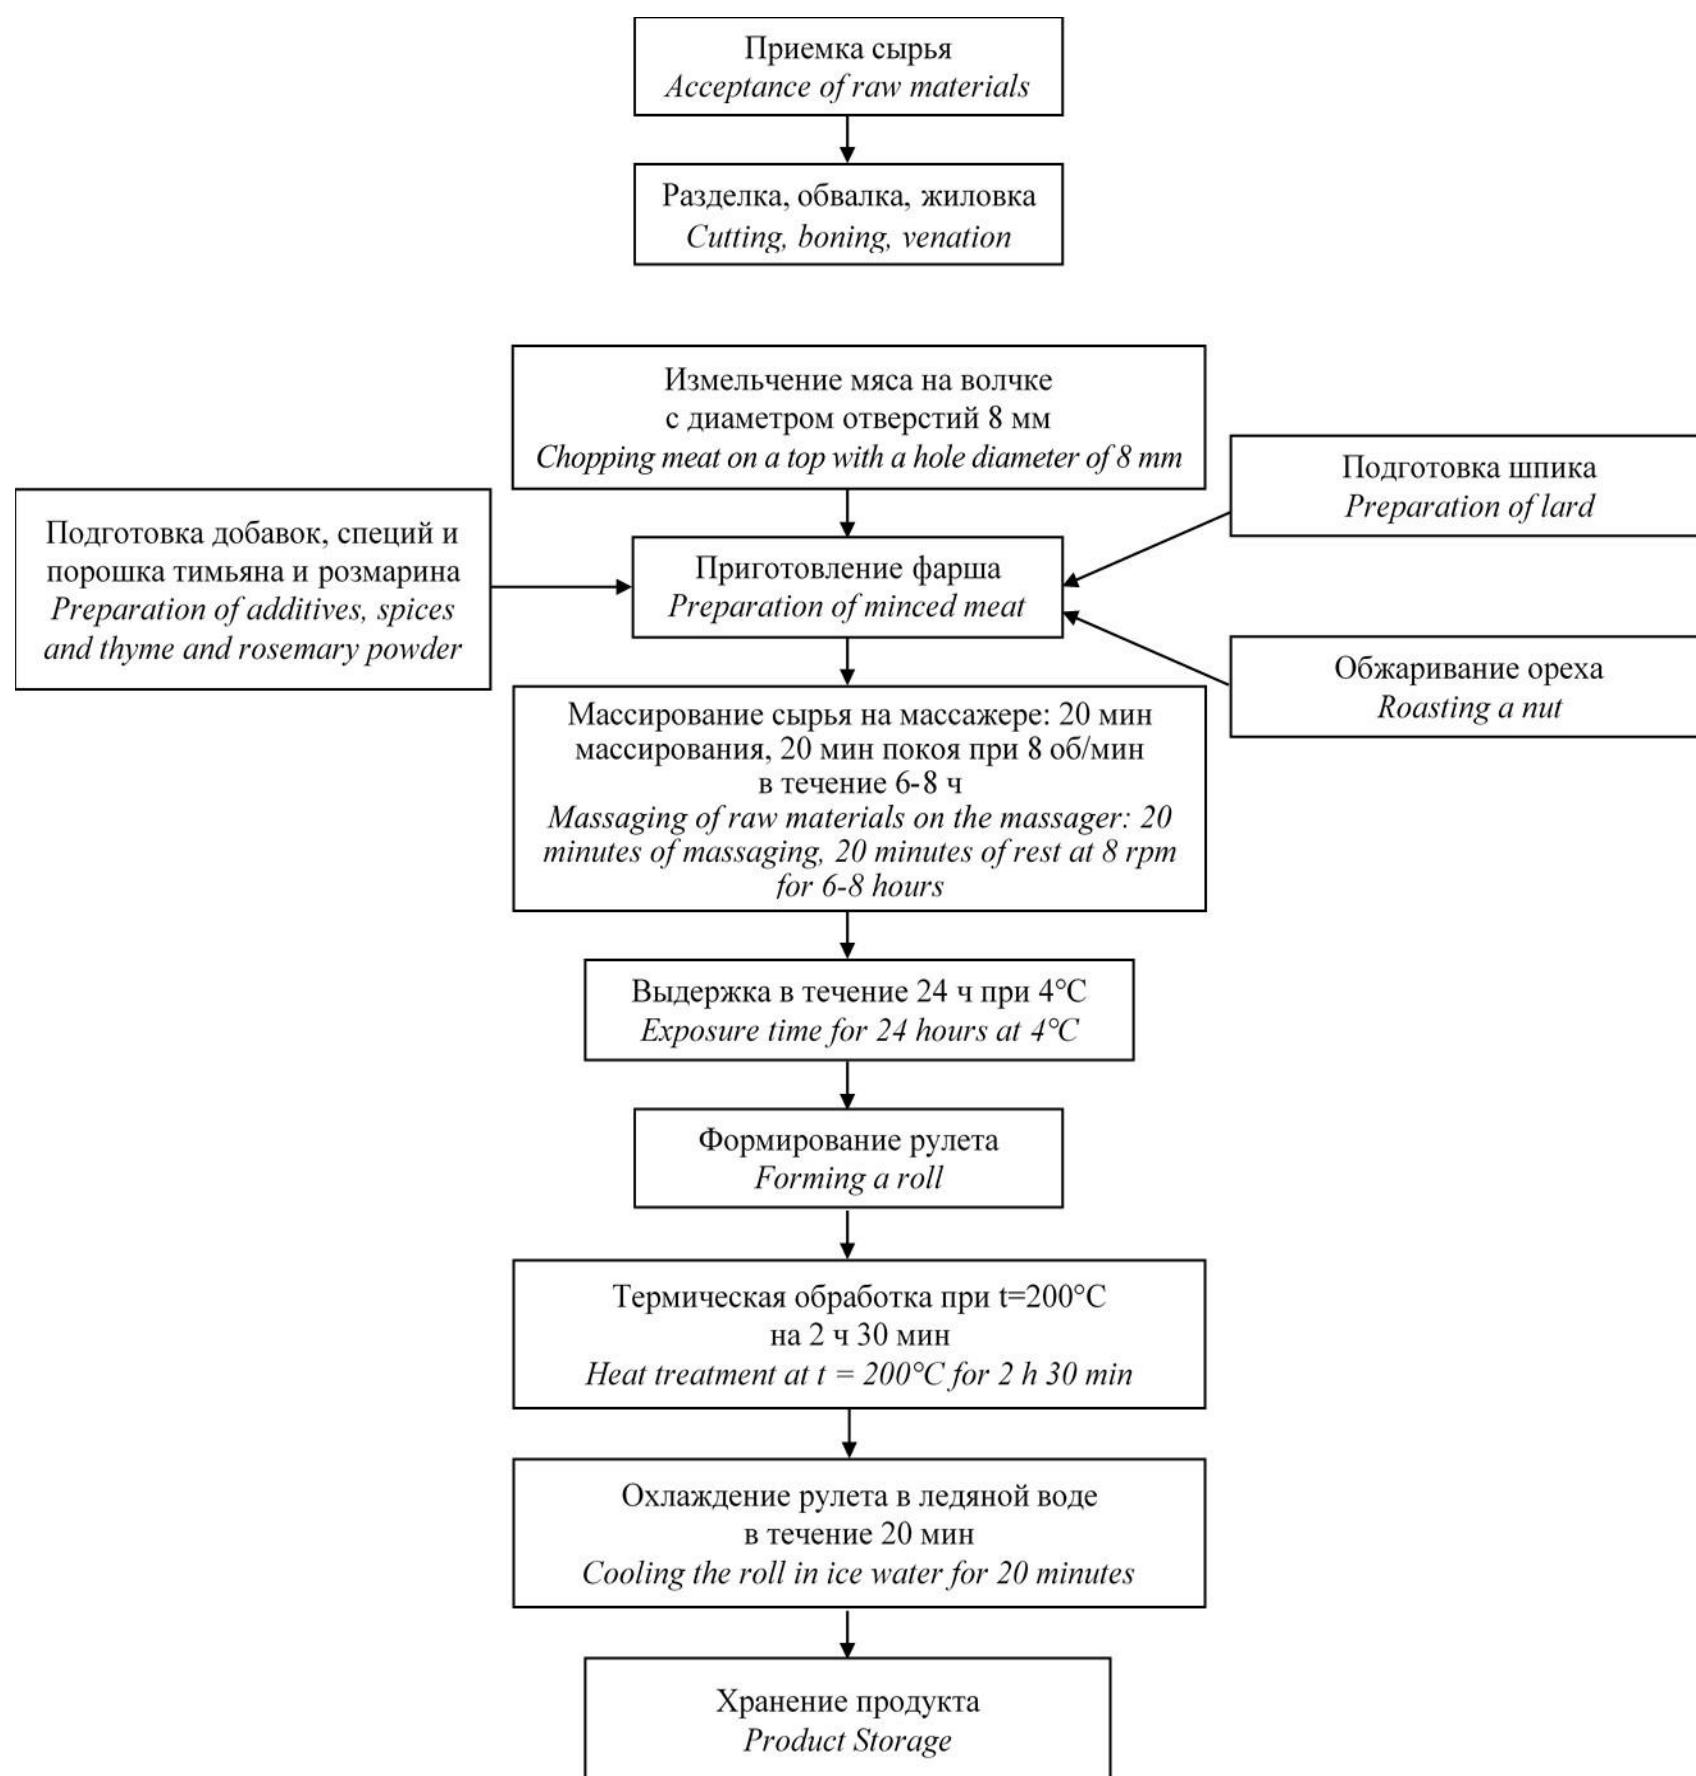 Приемка сырья
Acceptance of raw materials
Разделка, обвалка, жиловка
Cutting, boning, venation
Измельчение мяса на волчке
с диаметром отверстий 8 мм
Chopping meat on a top with a hole diameter of 8 mm
Подготовка шпика
Preparation of lard
Подготовка добавок, специй и
порошка тимьяна и розмарина
Preparation of additives, spices
and thyme and rosemary powder
Приготовление фарша
Preparation of minced meat
Обжаривание ореха
Roasting a nut
Массирование сырья на массажере: 20 мин
массирования, 20 мин покоя при 8 об/мин
в течение 6-8 ч
Massaging of raw materials on the massager: 20
minutes of massaging, 20 minutes of rest at 8 rpm
for 6-8 hours
Выдержка в течение 24 ч при 4°С
Exposure time for 24 hours at 4°C
Формирование рулета
Forming a roll
Термическая обработка при t=200°С
на 2 ч 30 мин
Heat treatment at t = 200°C for 2 h 30 min
Охлаждение рулета в ледяной воде
в течение 20 мин
Cooling the roll in ice water for 20 minutes
Хранение продукта
Product Storage